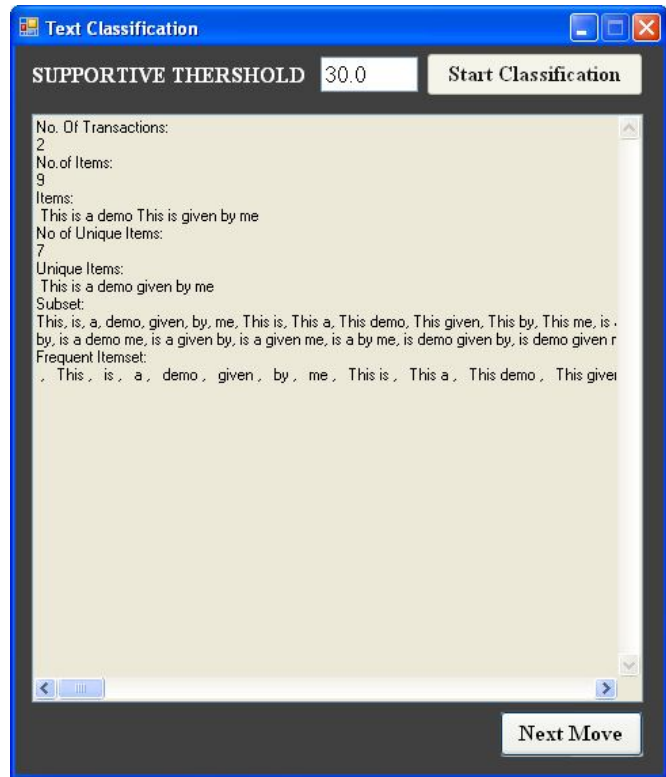 Text Classification
SUPPORTIVE THERSHOLD 30.0 Start Classification
No. Of Transactions:
2
No.of Items:
9
Items:
This is a demo This is given by me
No of Unique Items:
7
Unique Items:
This is a demo given by me
Subset:
This, is, a, demo, given, by, me, This is, This a, This demo, This given, This by, This me, is
by, is a demo me, is a given by, is a given me, is a by me, is demo given by, is demo given
Frequent Itemset:
, This , is , a , demo , given , by , me , This is , This a , This demo , This given
Next Move